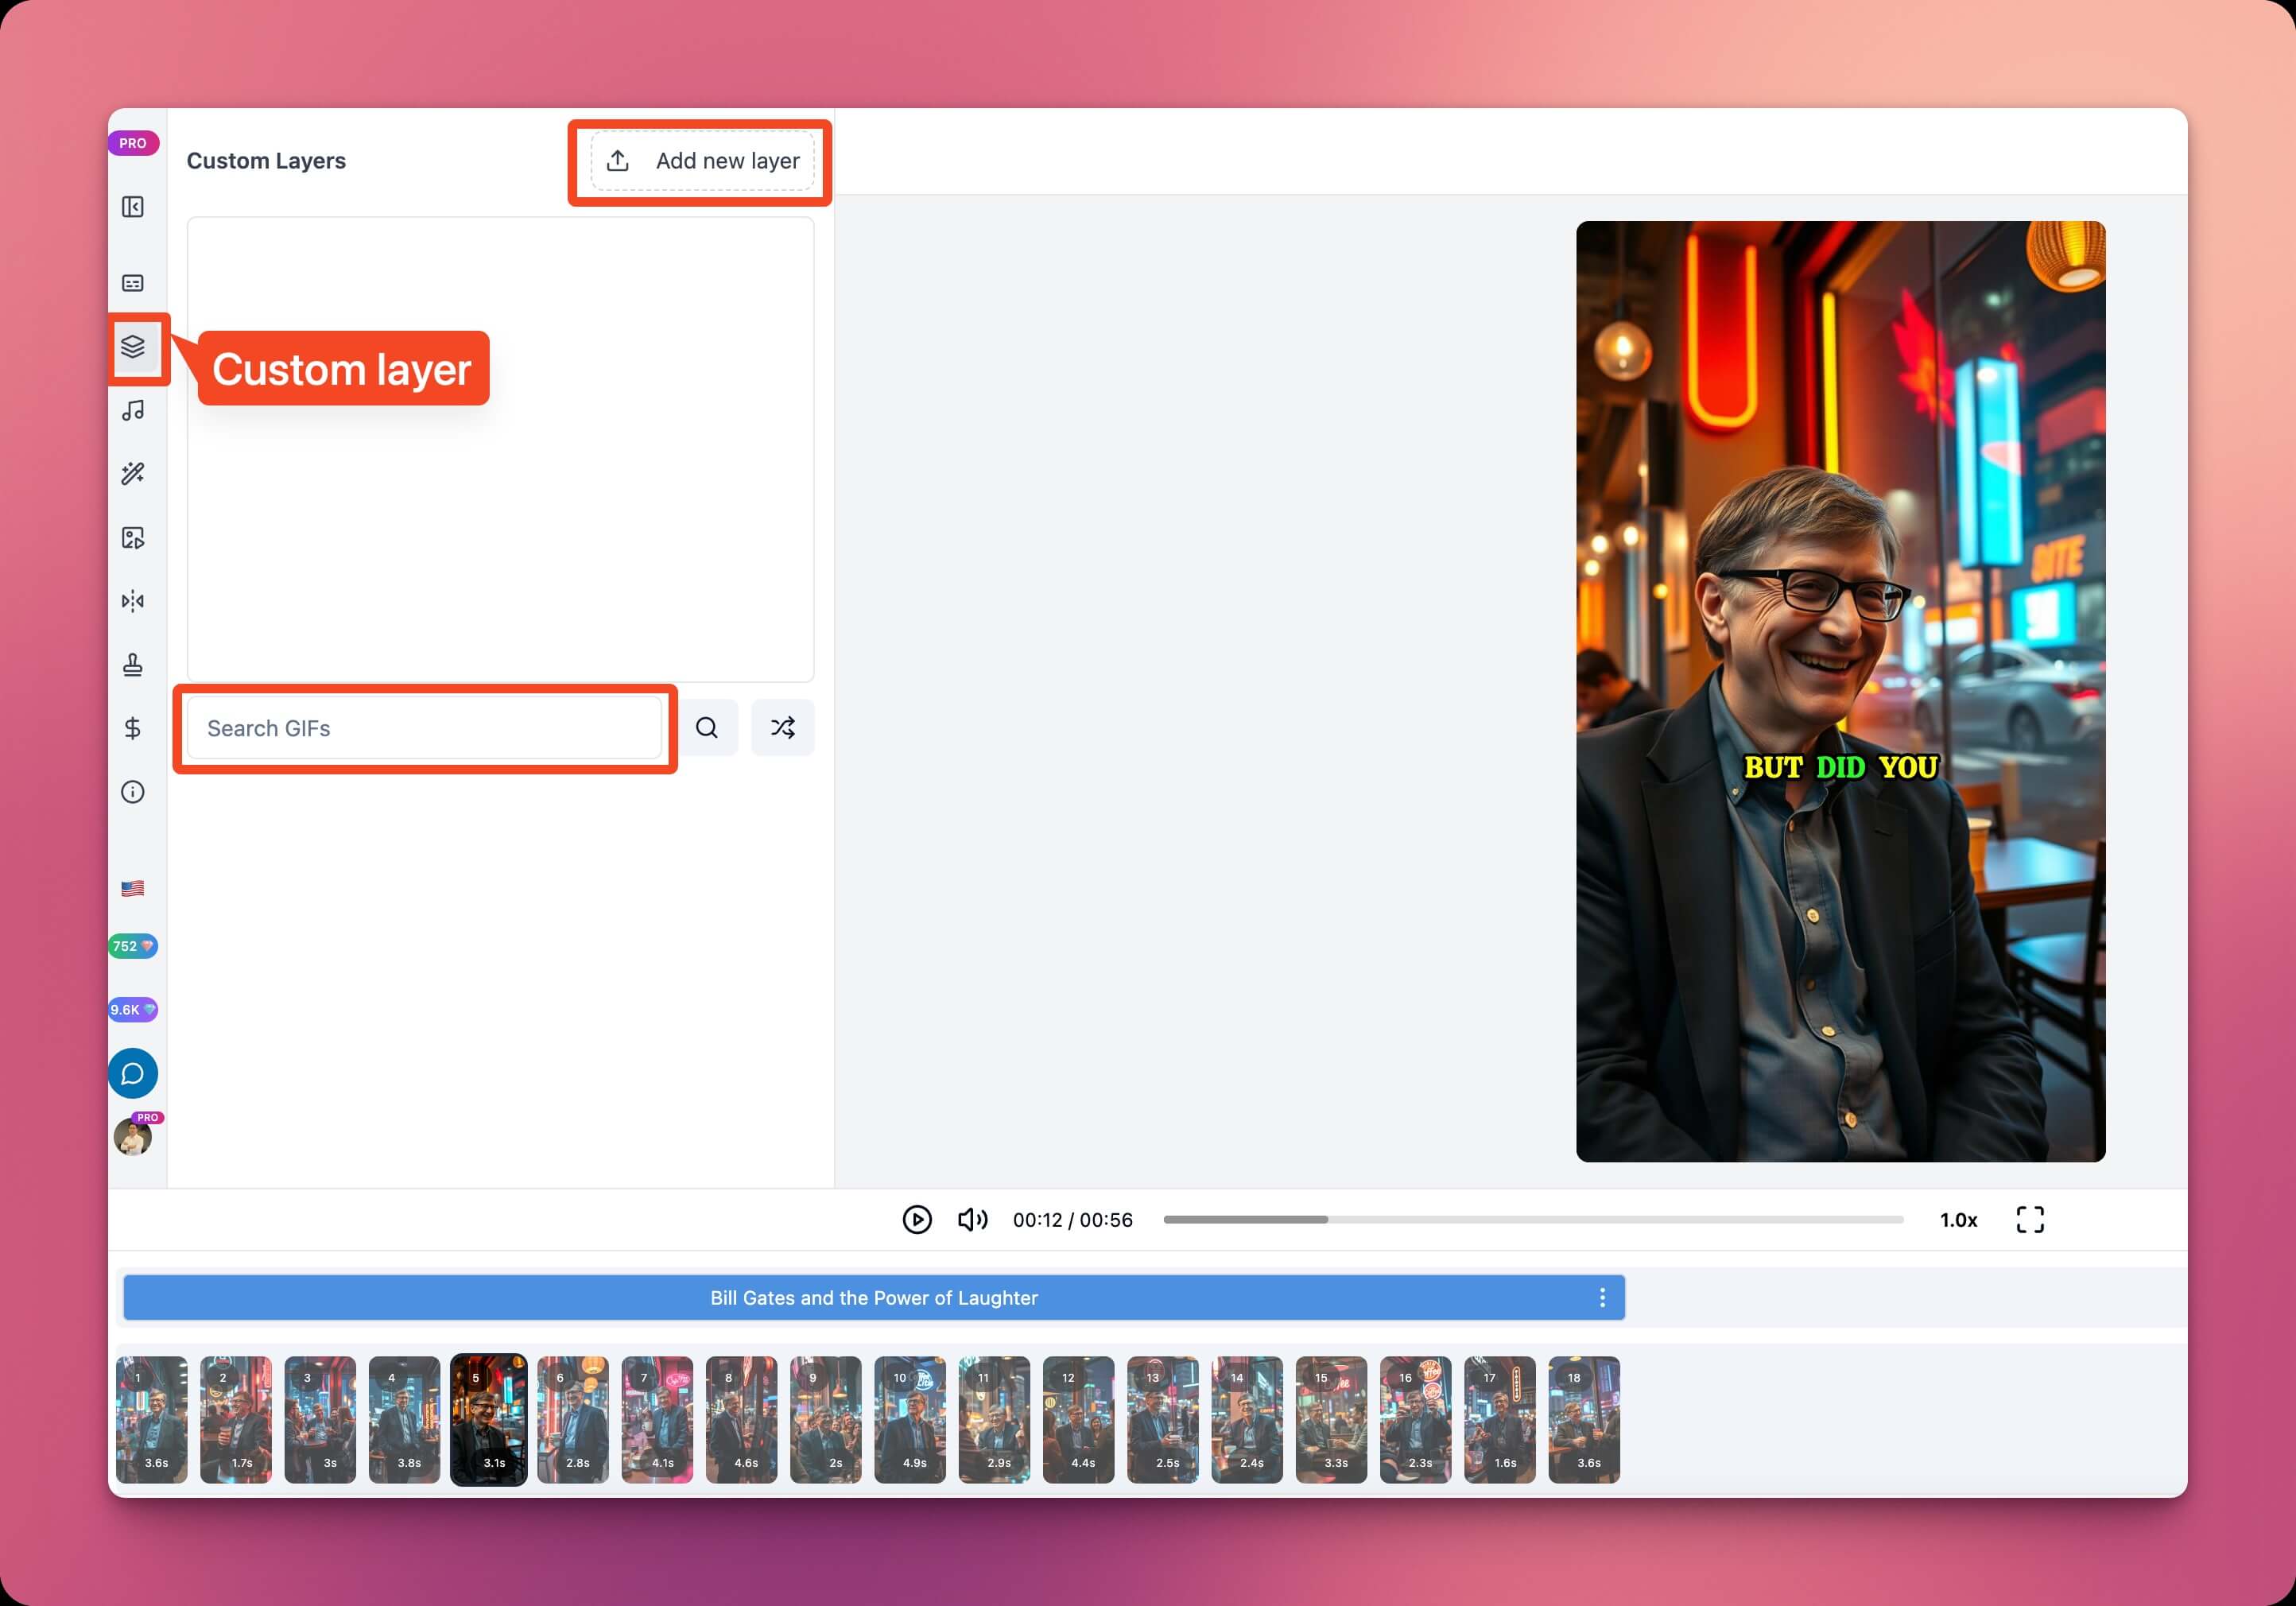 PRO
Custom Layers
Add new layer
Custom layer
Search GIFs
752
9.6K
PRO
BITE
BUT DID YOU
00:12 / 00:56
1.0x
Bill Gates and the Power of Laughter
1 2 3 4 5 6 7 8 9 10 11 12 13 14 15 16 17 18
3.6s 1.7s 3s 3.8s 3.1s 2.8s 4.1s 4.6s 2s 4.9s 2.9s 4.4s 2.5s 2.4s 3.3s 2.3s 1.6s 3.6s